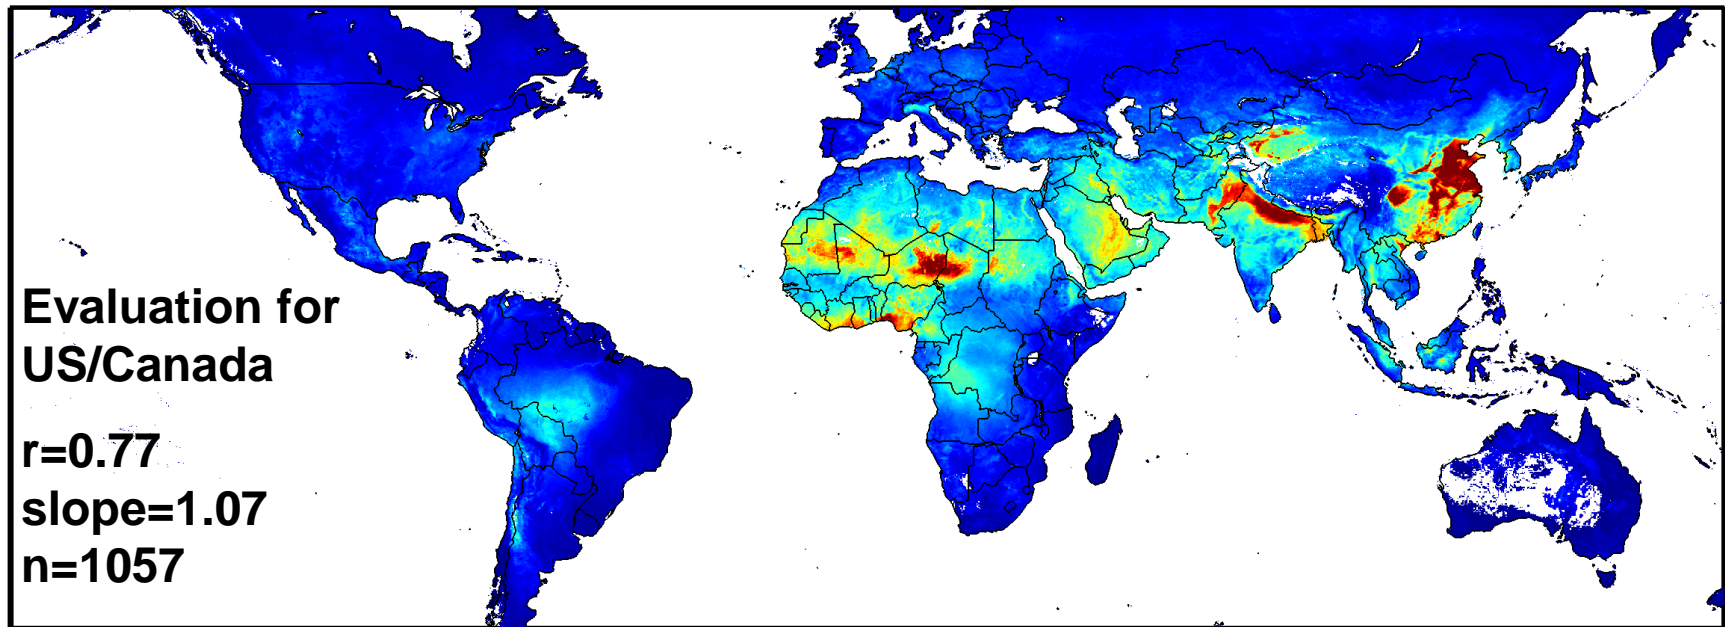 Evaluation for
US/Canada
r=0.77
slope=1.07
n=1057